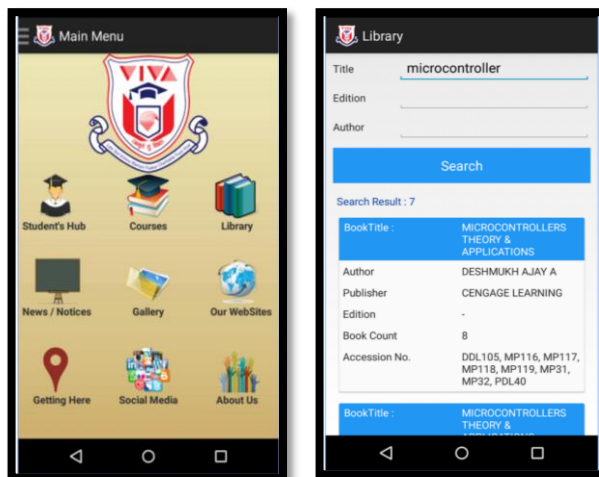 Main Menu
VIVA
Student's Hub
Courses
Library
News / Notices
Gallery
Our WebSites
Getting Here
Social Media
About Us
Library
Title microcontroller
Edition
Author
Search
Search Result : 7
BookTitle : MICROCONTROLLERS
THEORY &
APPLICATIONS
Author DESHMUKH AJAY A
Publisher CENGAGE LEARNING
Edition -
Book Count 8
Accession No. DDL105, MP116, MP117,
MP118, MP119, MP31,
MP32, PDL40
BookTitle : MICROCONTROLLERS
THEORY &